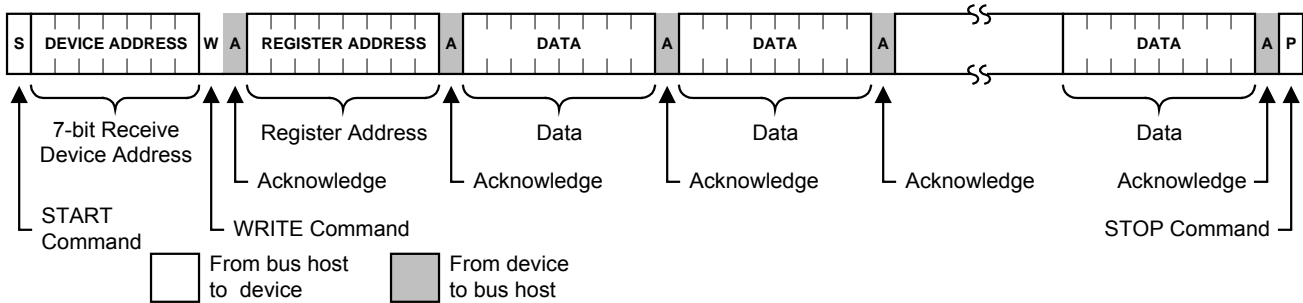 S DEVICE ADDRESS W A REGISTER ADDRESS A DATA A DATA A DATA A P
7-bit Receive
Device Address
Register Address
Data
Data
Data
Acknowledge
Acknowledge
Acknowledge
Acknowledge
Acknowledge
START
Command
WRITE Command
STOP Command
From bus host
to device
From device
to bus host